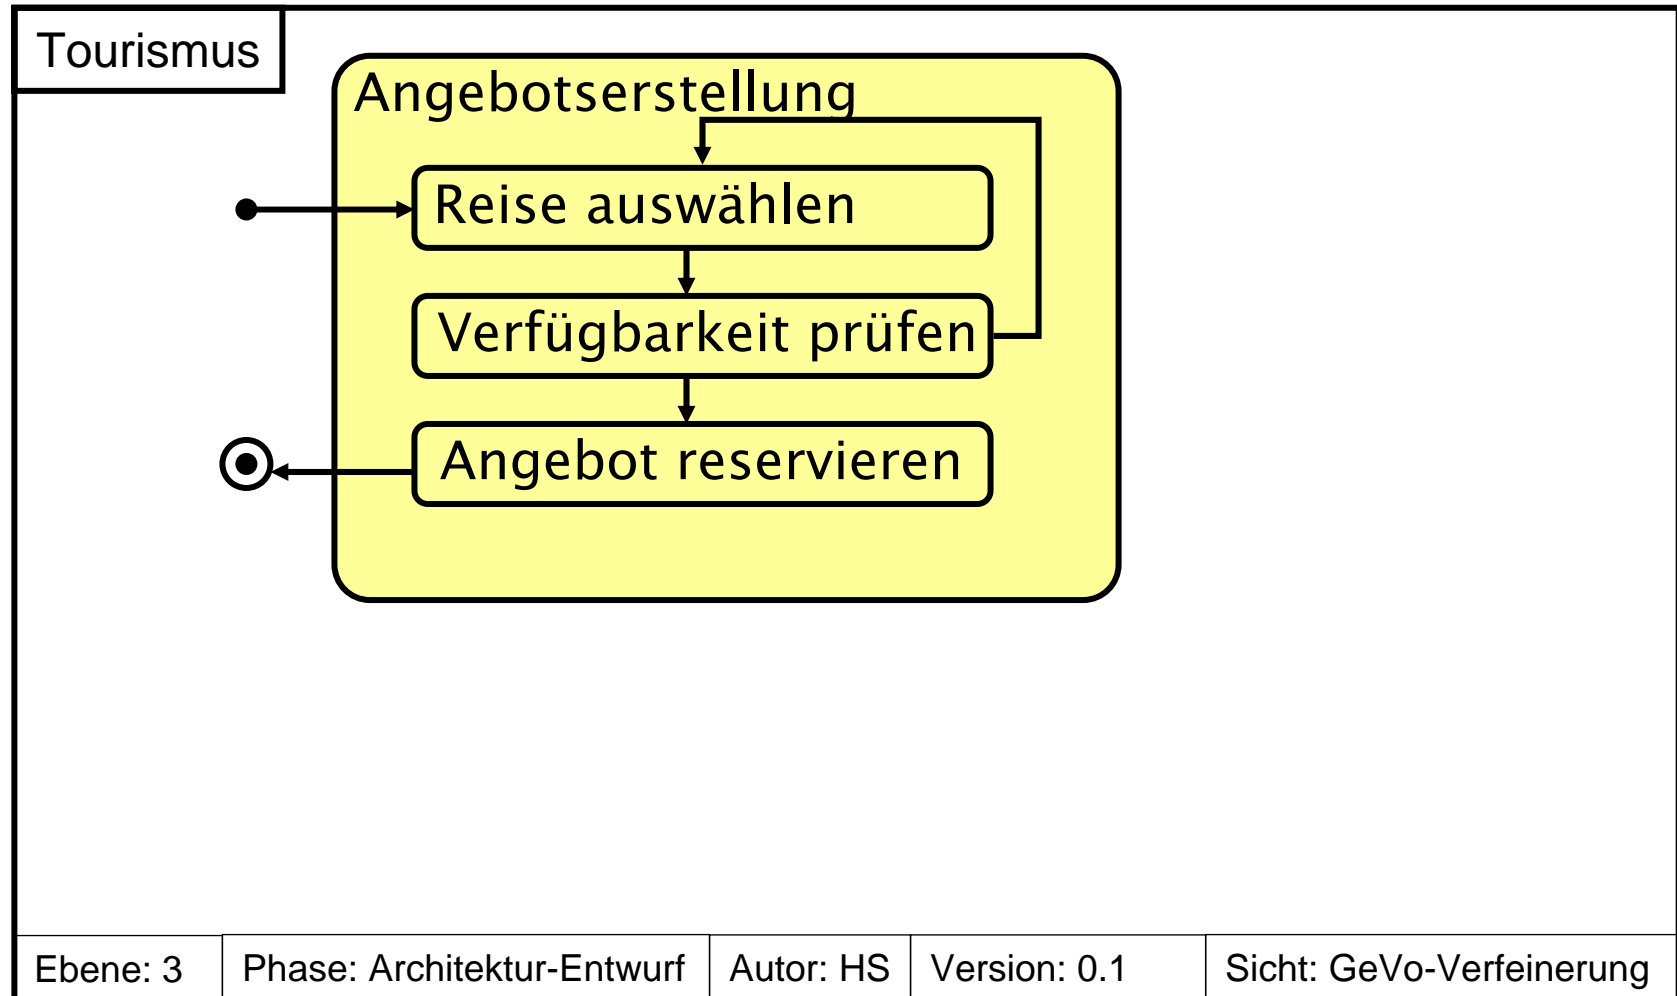 Tourismus
Angebotserstellung
Reise auswählen
Verfügbarkeit prüfen
Angebot reservieren
Ebene: 3
Phase: Architektur-Entwurf
Autor: HS
Version: 0.1
Sicht: GeVo-Verfeinerung